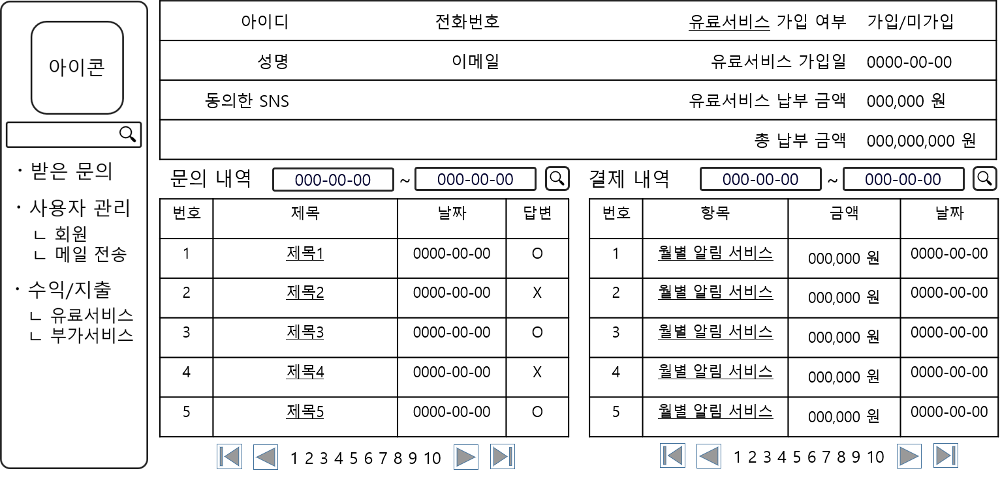 아이콘
· 받은 문의
· 사용자 관리
ㄴ 회원
ㄴ 메일 전송
· 수익/지출
ㄴ 유료서비스
ㄴ 부가서비스
아이디 전화번호 유료서비스 가입 여부 가입/미가입
성명 이메일 유료서비스 가입일 0000-00-00
동의한 SNS 유료서비스 납부 금액 000,000 원
총 납부 금액 000,000,000 원
문의 내역 000-00-00 ~ 000-00-00
번호 제목 날짜 답변
1 제목1 0000-00-00 O
2 제목2 0000-00-00 X
3 제목3 0000-00-00 O
4 제목4 0000-00-00 X
5 제목5 0000-00-00 O
1 2 3 4 5 6 7 8 9 10
결제 내역 000-00-00 ~ 000-00-00
번호 항목 금액 날짜
1 월별 알림 서비스 000,000 원 0000-00-00
2 월별 알림 서비스 000,000 원 0000-00-00
3 월별 알림 서비스 000,000 원 0000-00-00
4 월별 알림 서비스 000,000 원 0000-00-00
5 월별 알림 서비스 000,000 원 0000-00-00
1 2 3 4 5 6 7 8 9 10